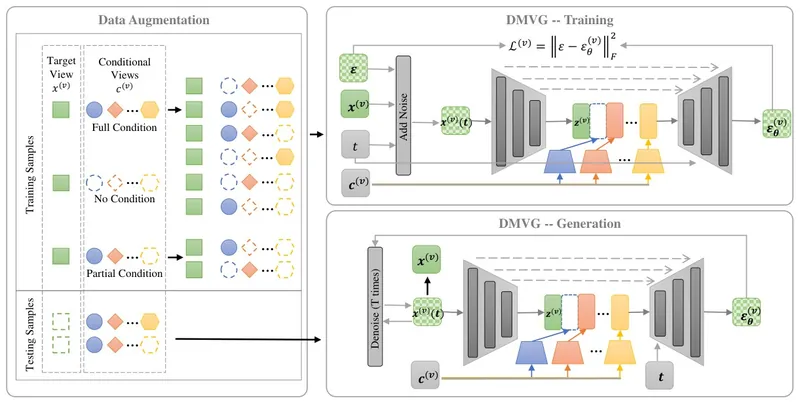 Data Augmentation
Target
View
x^(v)
Conditional
Views
c^(v)
Training Samples
Full Condition
No Condition
Partial Condition
Testing Samples
DMVG -- Training
ℒ^(v) = ‖ε − ε_θ^(v)‖_F^2
ε
x^(v)
t
c^(v)
Add Noise
x^(v)(t)
z^(v)
...
...
ε_θ^(v)
DMVG -- Generation
x^(v)
Denoise (T times)
x^(v)(t)
z^(v)
...
...
ε_θ^(v)
c^(v)
t